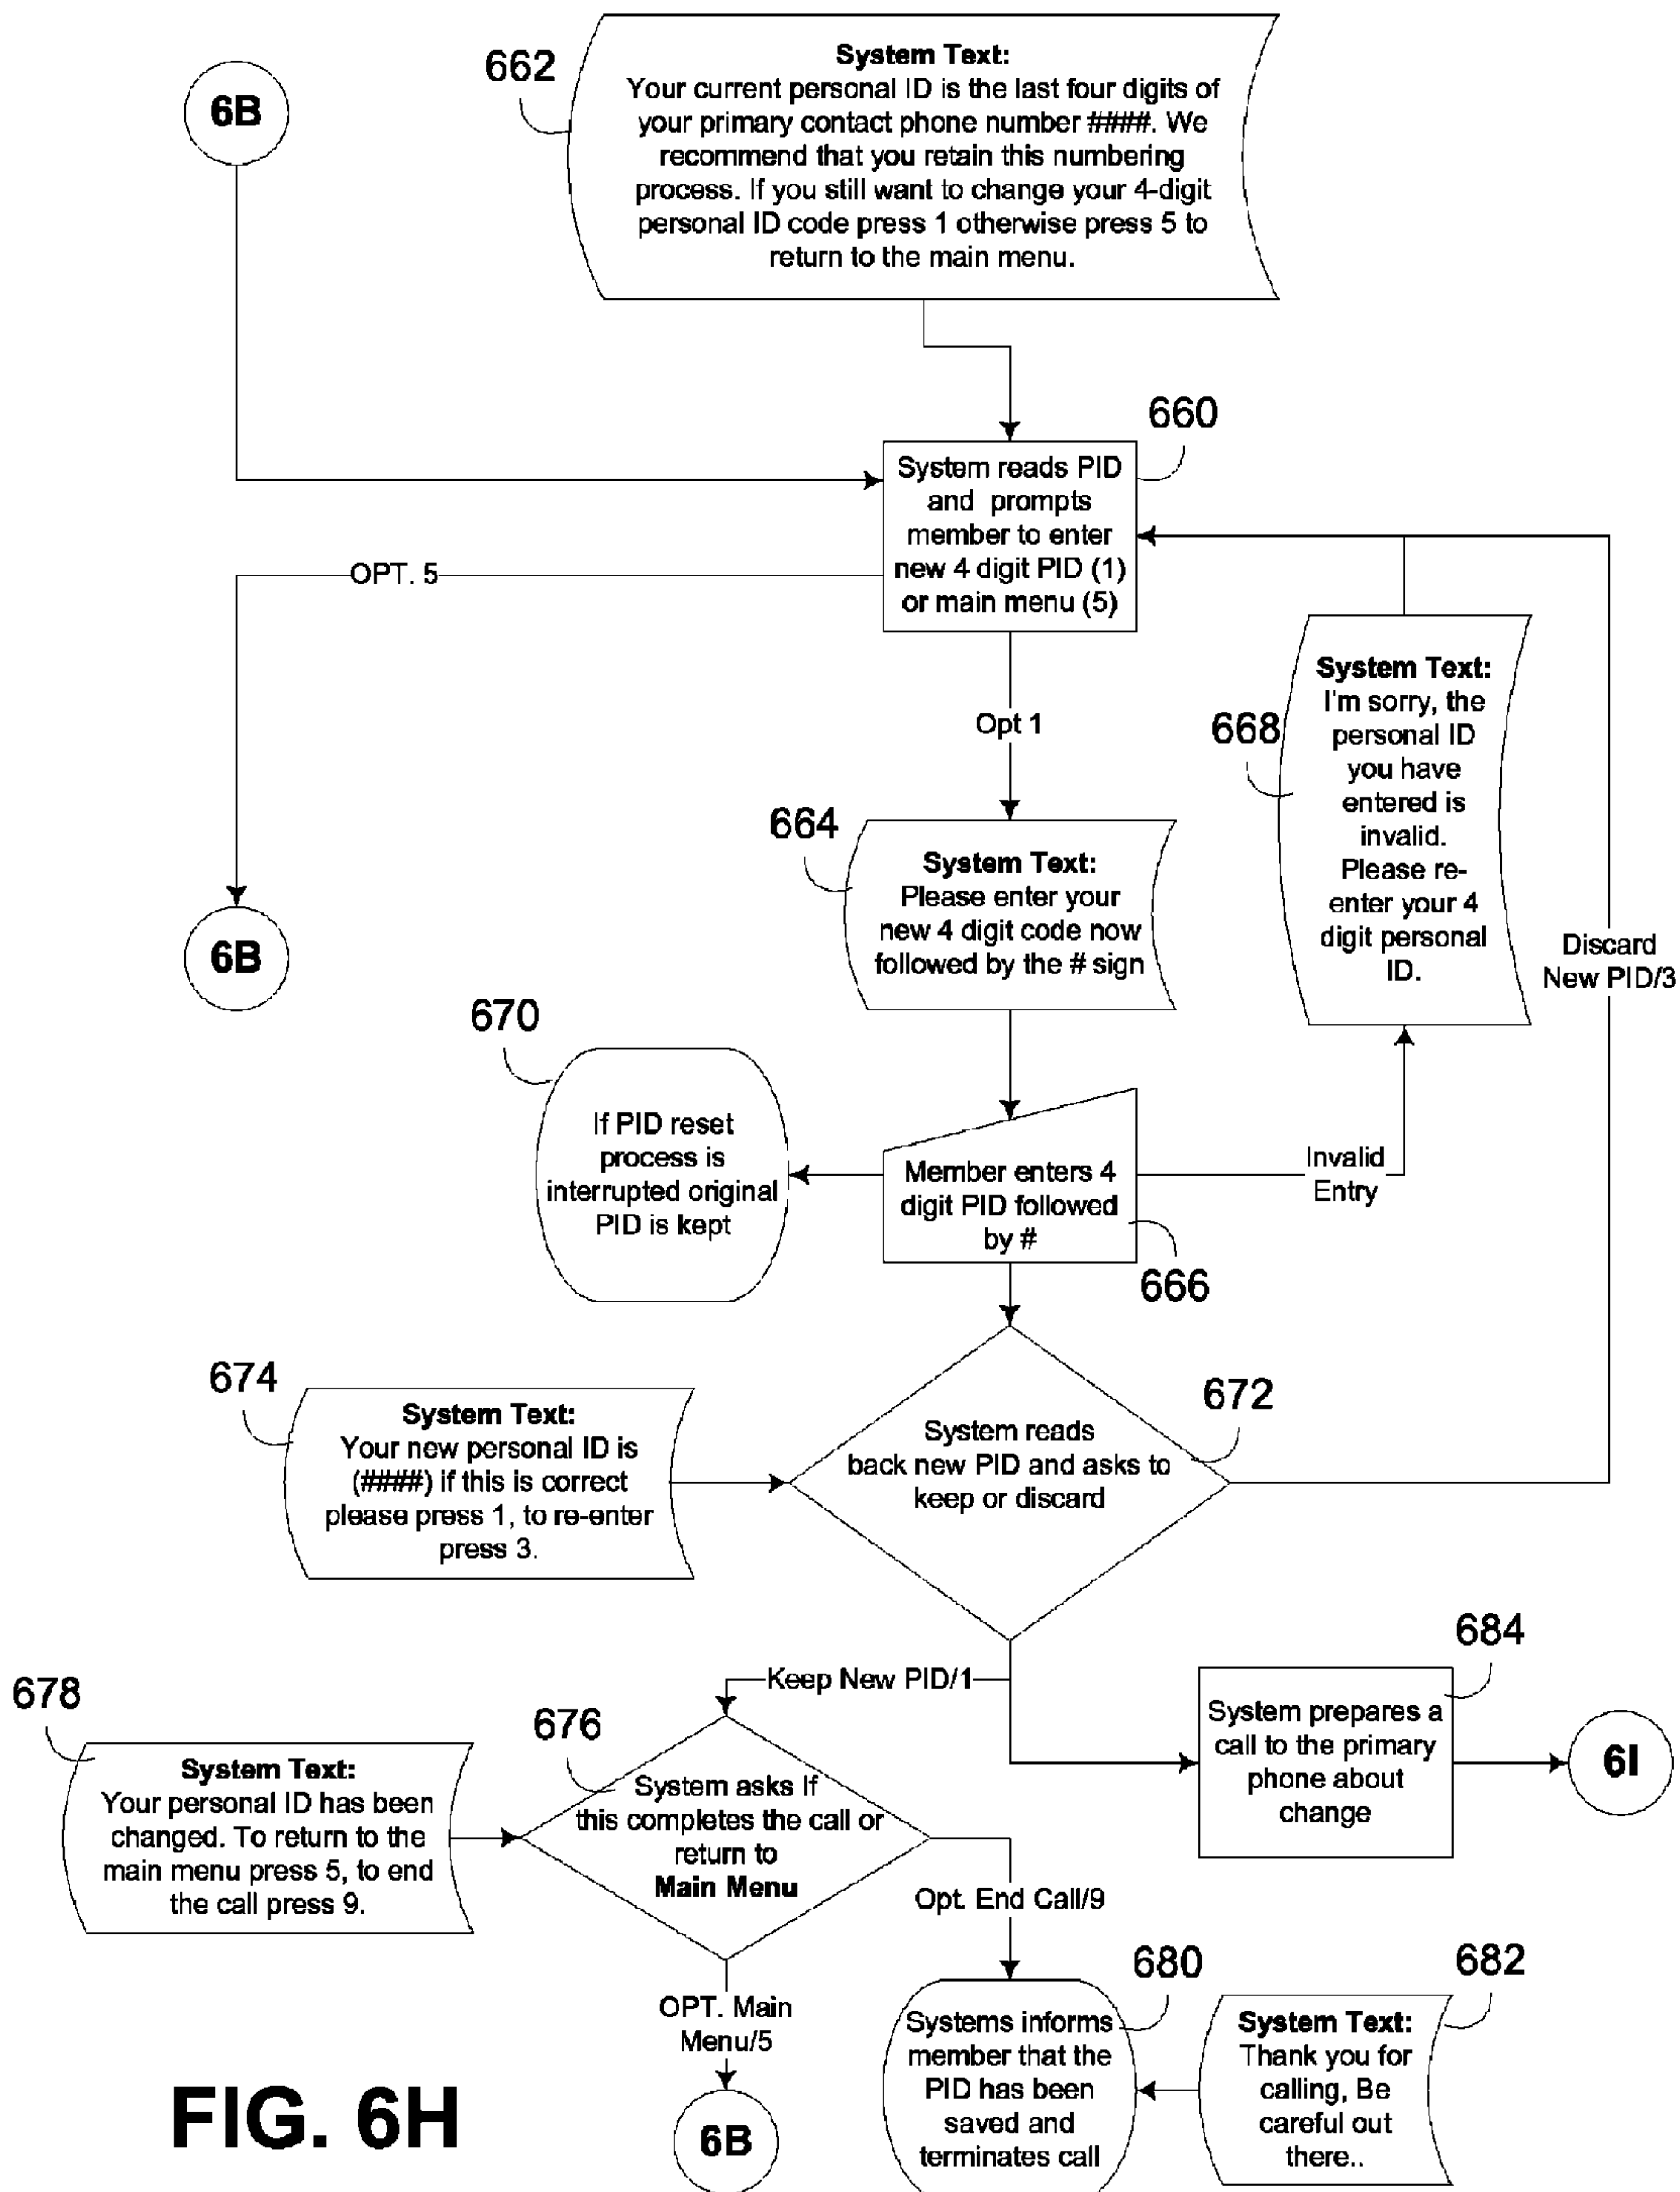 662
System Text:
Your current personal ID is the last four digits of
your primary contact phone number ####. We
recommend that you retain this numbering
process. If you still want to change your 4-digit
personal ID code press 1 otherwise press 5 to
return to the main menu.
6B
660
System reads PID
and prompts
member to enter
new 4 digit PID (1)
or main menu (5)
OPT. 5
6B
Opt 1
668
System Text:
I'm sorry, the
personal ID
you have
entered is
invalid.
Please re-
enter your 4
digit personal
ID.
Discard
New PID/3
664
System Text:
Please enter your
new 4 digit code now
followed by the # sign
670
If PID reset
process is
interrupted original
PID is kept
Member enters 4
digit PID followed
by #
666
Invalid
Entry
674
System Text:
Your new personal ID is
(####) if this is correct
please press 1, to re-enter
press 3.
672
System reads
back new PID and asks to
keep or discard
Keep New PID/1
684
System prepares a
call to the primary
phone about
change
6I
678
System Text:
Your personal ID has been
changed. To return to the
main menu press 5, to end
the call press 9.
676
System asks If
this completes the call or
return to
Main Menu
Opt. End Call/9
OPT. Main
Menu/5
6B
680
Systems informs
member that the
PID has been
saved and
terminates call
682
System Text:
Thank you for
calling, Be
careful out
there..
FIG. 6H